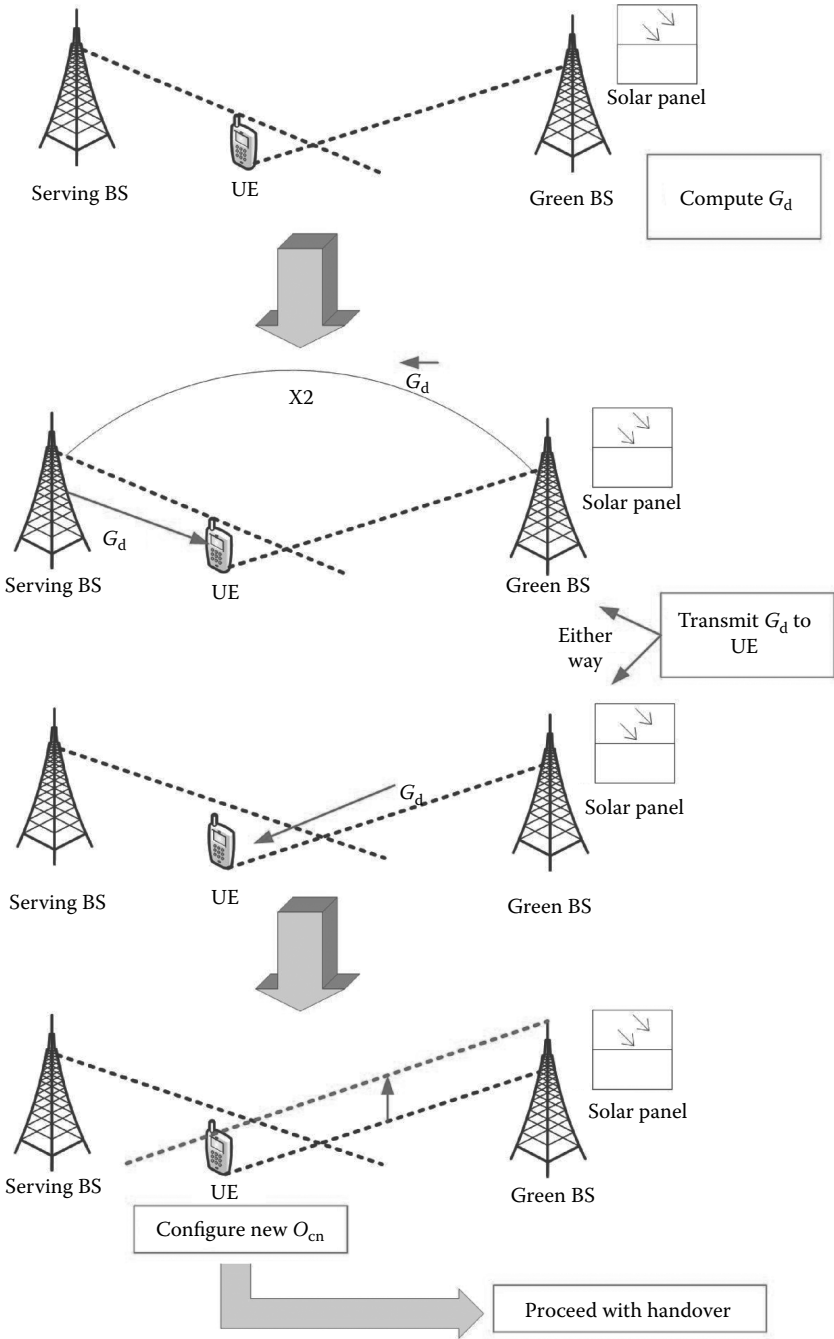 Solar panel
Serving BS
UE
Green BS
Compute G_d
X2
G_d
Solar panel
G_d
Serving BS
UE
Green BS
Either
way
Transmit G_d to
UE
G_d
Solar panel
Serving BS
UE
Green BS
Solar panel
Serving BS
UE
Green BS
Configure new O_cn
Proceed with handover